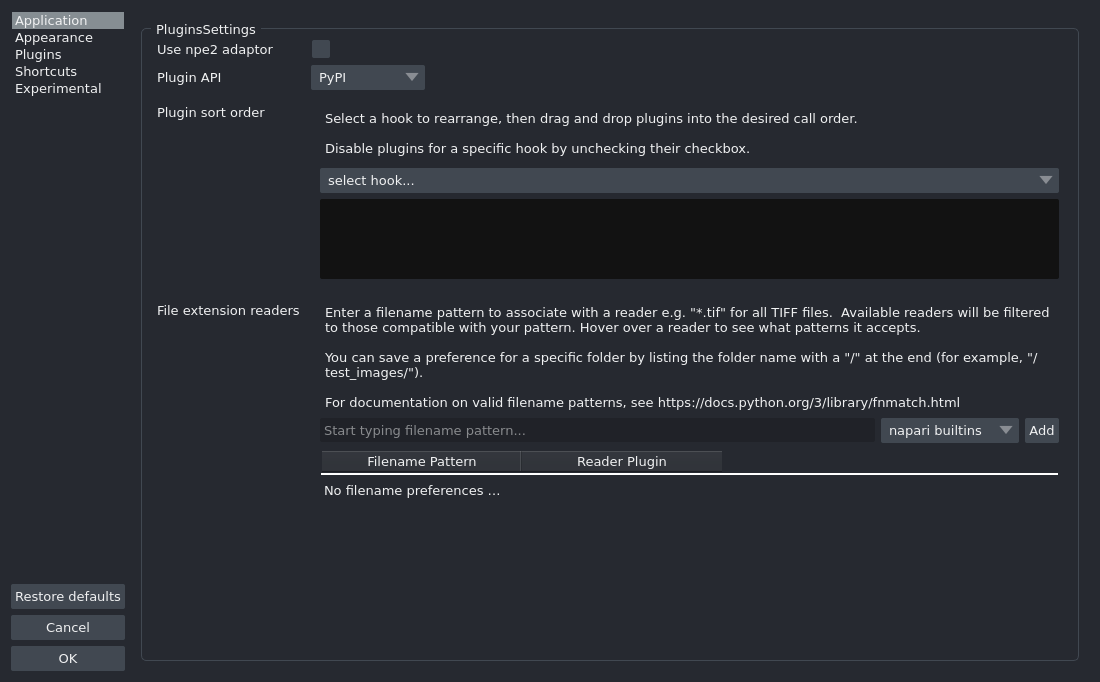 Application
Appearance
Plugins
Shortcuts
Experimental
PluginsSettings
Use npe2 adaptor
Plugin API
PyPI
Plugin sort order
Select a hook to rearrange, then drag and drop plugins into the desired call order.
Disable plugins for a specific hook by unchecking their checkbox.
select hook...
File extension readers
Enter a filename pattern to associate with a reader e.g. "*.tif" for all TIFF files.  Available readers will be filtered
to those compatible with your pattern. Hover over a reader to see what patterns it accepts.
You can save a preference for a specific folder by listing the folder name with a "/" at the end (for example, "/
test_images/").
For documentation on valid filename patterns, see https://docs.python.org/3/library/fnmatch.html
Start typing filename pattern...
napari builtins
Add
Filename Pattern
Reader Plugin
No filename preferences ...
Restore defaults
Cancel
OK